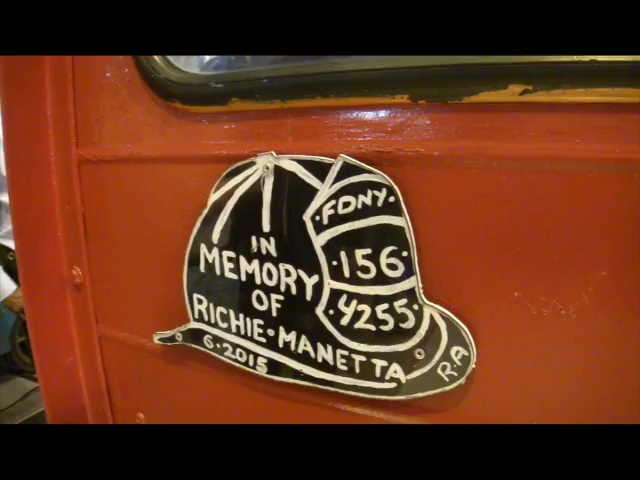 IN
MEMORY
OF
RICHIE·MANETTA
6·2015
·FDNY·
·156·
·4255·
R·A